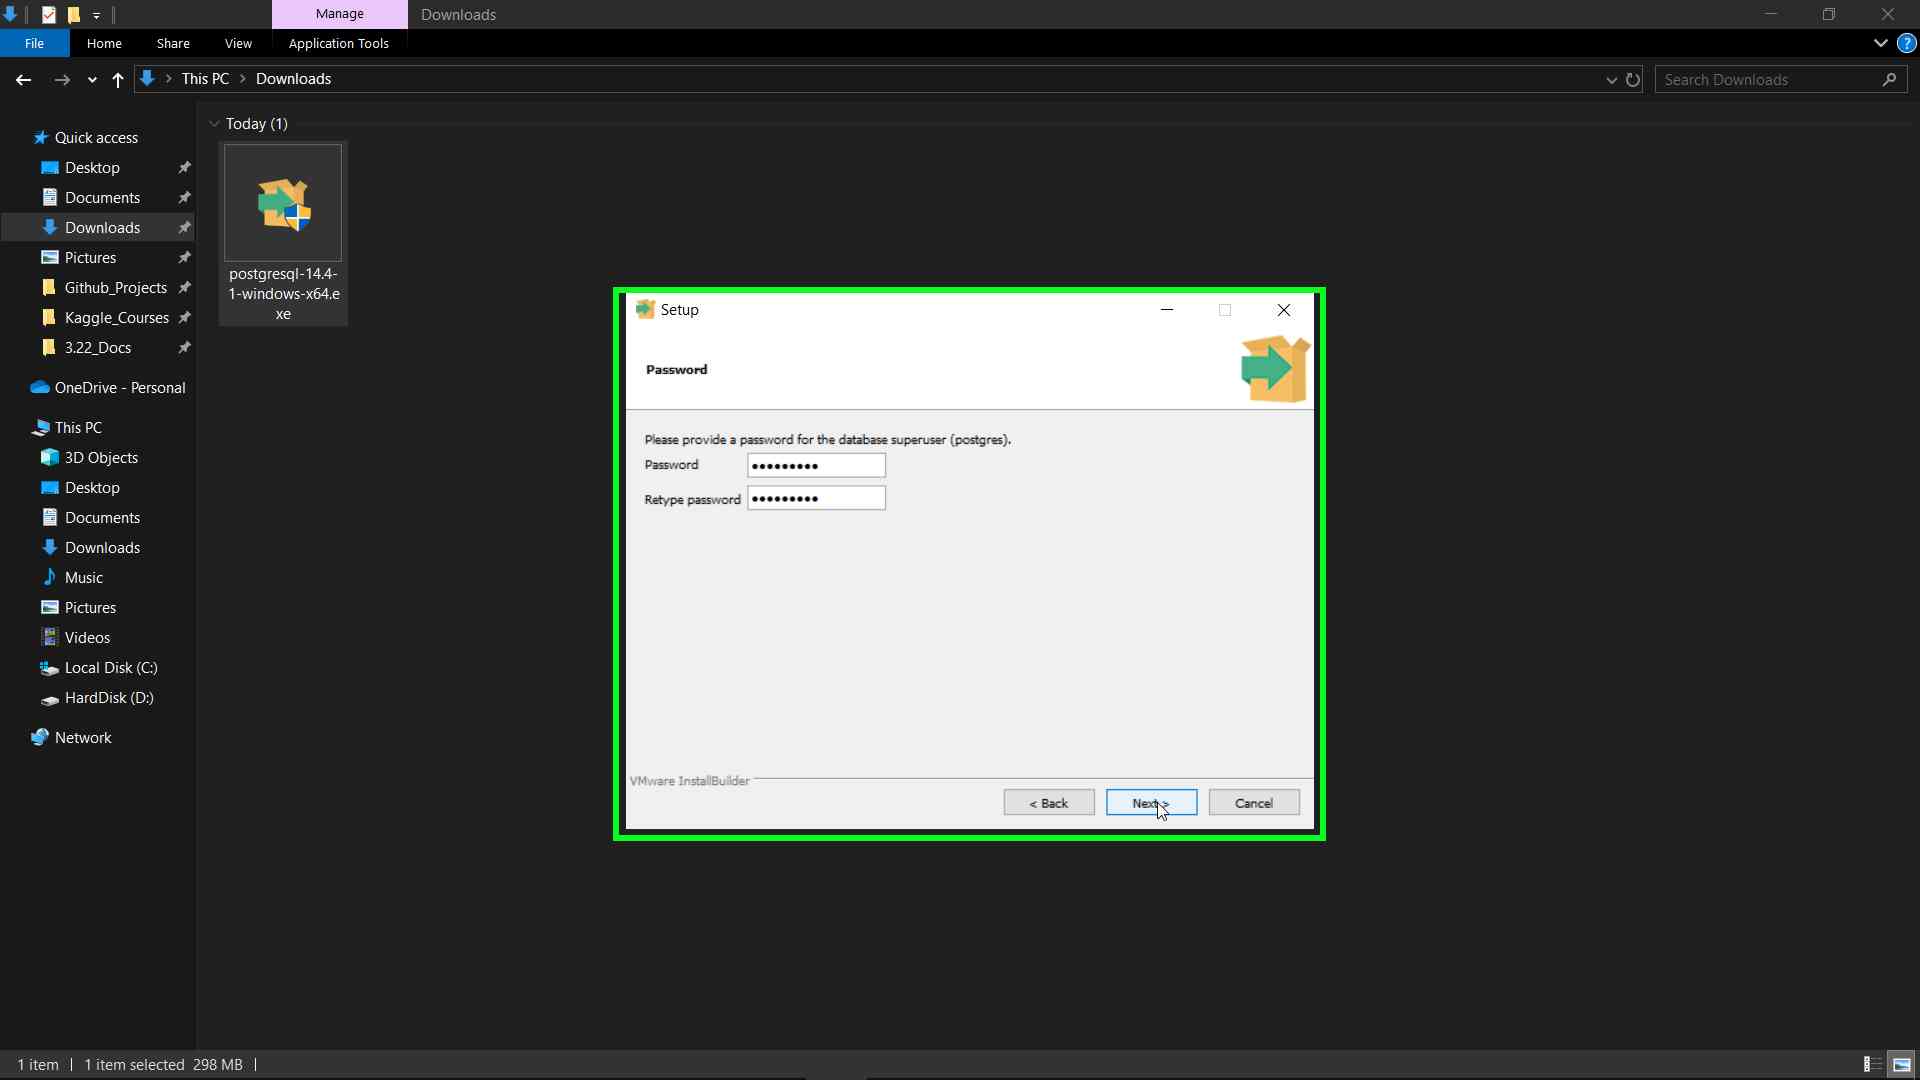 Manage
Downloads
File
Home
Share
View
Application Tools
?
This PC > Downloads
Search Downloads
Quick access
Desktop
Documents
Downloads
Pictures
Github_Projects
Kaggle_Courses
3.22_Docs
OneDrive - Personal
This PC
3D Objects
Desktop
Documents
Downloads
Music
Pictures
Videos
Local Disk (C:)
HardDisk (D:)
Network
Today (1)
postgresql-14.4-
1-windows-x64.e
xe
Setup
Password
Please provide a password for the database superuser (postgres).
Password
•••••••••
Retype password
•••••••••
VMware InstallBuilder
< Back
Next >
Cancel
1 item
1 item selected 298 MB